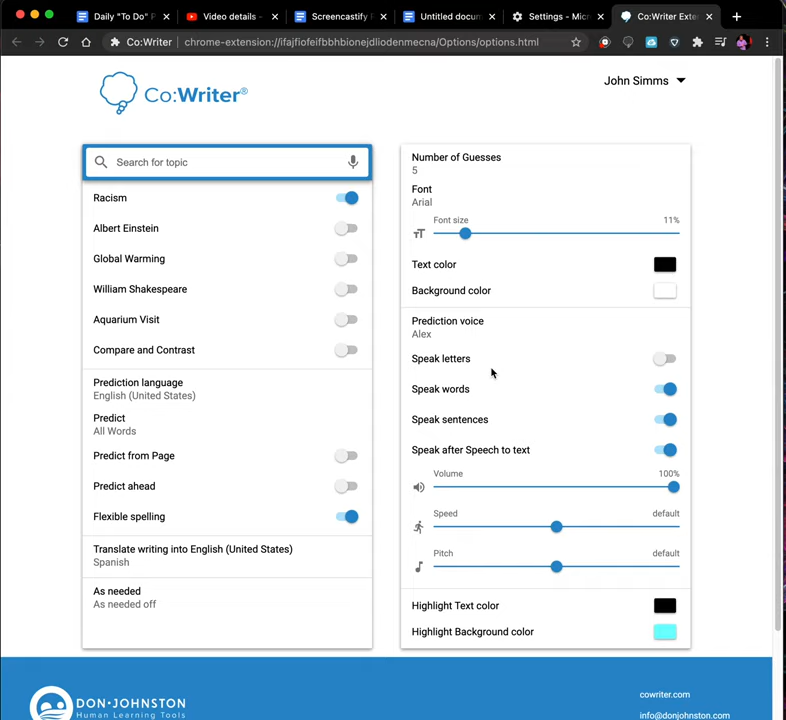 Daily "To Do": P
Video details -
Screencastify R
Untitled docum
Settings - Micr
Co:Writer Exte
Co:Writer
chrome-extension://ifajfiofeifbbhbionejdliodenmecna/Options/options.html
Co:Writer®
John Simms
Search for topic
Racism
Albert Einstein
Global Warming
William Shakespeare
Aquarium Visit
Compare and Contrast
Prediction language
English (United States)
Predict
All Words
Predict from Page
Predict ahead
Flexible spelling
Translate writing into English (United States)
Spanish
As needed
As needed off
Number of Guesses
5
Font
Arial
Font size 11%
Text color
Background color
Prediction voice
Alex
Speak letters
Speak words
Speak sentences
Speak after Speech to text
Volume 100%
Speed default
Pitch default
Highlight Text color
Highlight Background color
DON·JOHNSTON
Human Learning Tools
cowriter.com
info@donjohnston.com